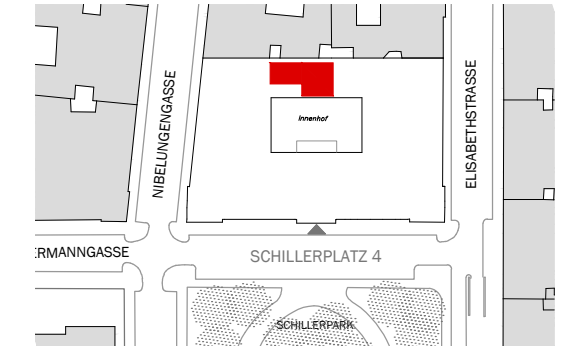 NIBELUNGENGASSE
ELISABETHSTRASSE
Innenhof
ERMANNGASSE
SCHILLERPLATZ 4
SCHILLERPARK